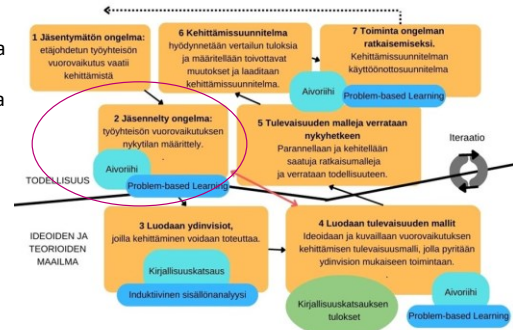 a
a
1 Jäsentymätön ongelma:
etäjohdetun työyhteisön
vuorovaikutus vaatii
kehittämistä
6 Kehittämissuunnitelma
hyödynnetään vertailun tuloksia
ja määritellään toivottavat
muutokset ja laaditaan
kehittämissuunnitelma.
7 Toiminta ongelman
ratkaisemiseksi.
Kehittämissuunnitelman
käyttöönottosuunnitelma
Aivoriihi
Problem-based Learning
2 Jäsennelty ongelma:
työyhteisön vuorovaikutuksen
nykytilan määrittely.
.
Aivoriihi
Problem-based Learning
5 Tulevaisuuden malleja verrataan
nykyhetkeen
Parannellaan ja kehitellään
saatuja ratkaisumalleja
ja verrataan todellisuuteen.
Iteraatio
TODELLISUUS
IDEOIDEN JA
TEORIOIDEN
MAAILMA
3 Luodaan ydinvisiot,
joilla kehittäminen voidaan toteuttaa.
Kirjallisuuskatsaus
Induktiivinen sisällönanalyysi
4 Luodaan tulevaisuuden mallit
Ideoidaan ja kuvaillaan vuorovaikutuksen
kehittämisen tulevaisuusmalli, jolla pyritään
ydinvision mukaiseen toimintaan.
Kirjallisuuskatsauksen
tulokset
Aivoriihi
Problem-based Learning